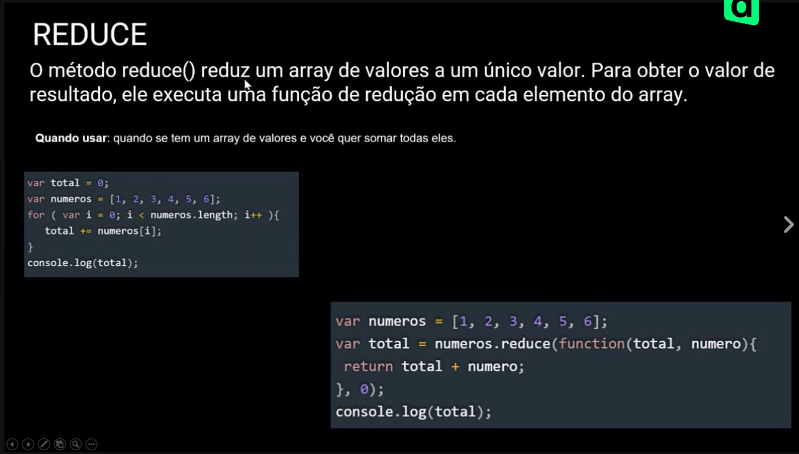 REDUCE
O método reduce() reduz um array de valores a um único valor. Para obter o valor de
resultado, ele executa uma função de redução em cada elemento do array.
Quando usar: quando se tem um array de valores e você quer somar todas eles.
var total = 0;
var numeros = [1, 2, 3, 4, 5, 6];
for ( var i = 0; i < numeros.length; i++ ){
   total += numeros[i];
}
console.log(total);
var numeros = [1, 2, 3, 4, 5, 6];
var total = numeros.reduce(function(total, numero){
 return total + numero;
}, 0);
console.log(total);